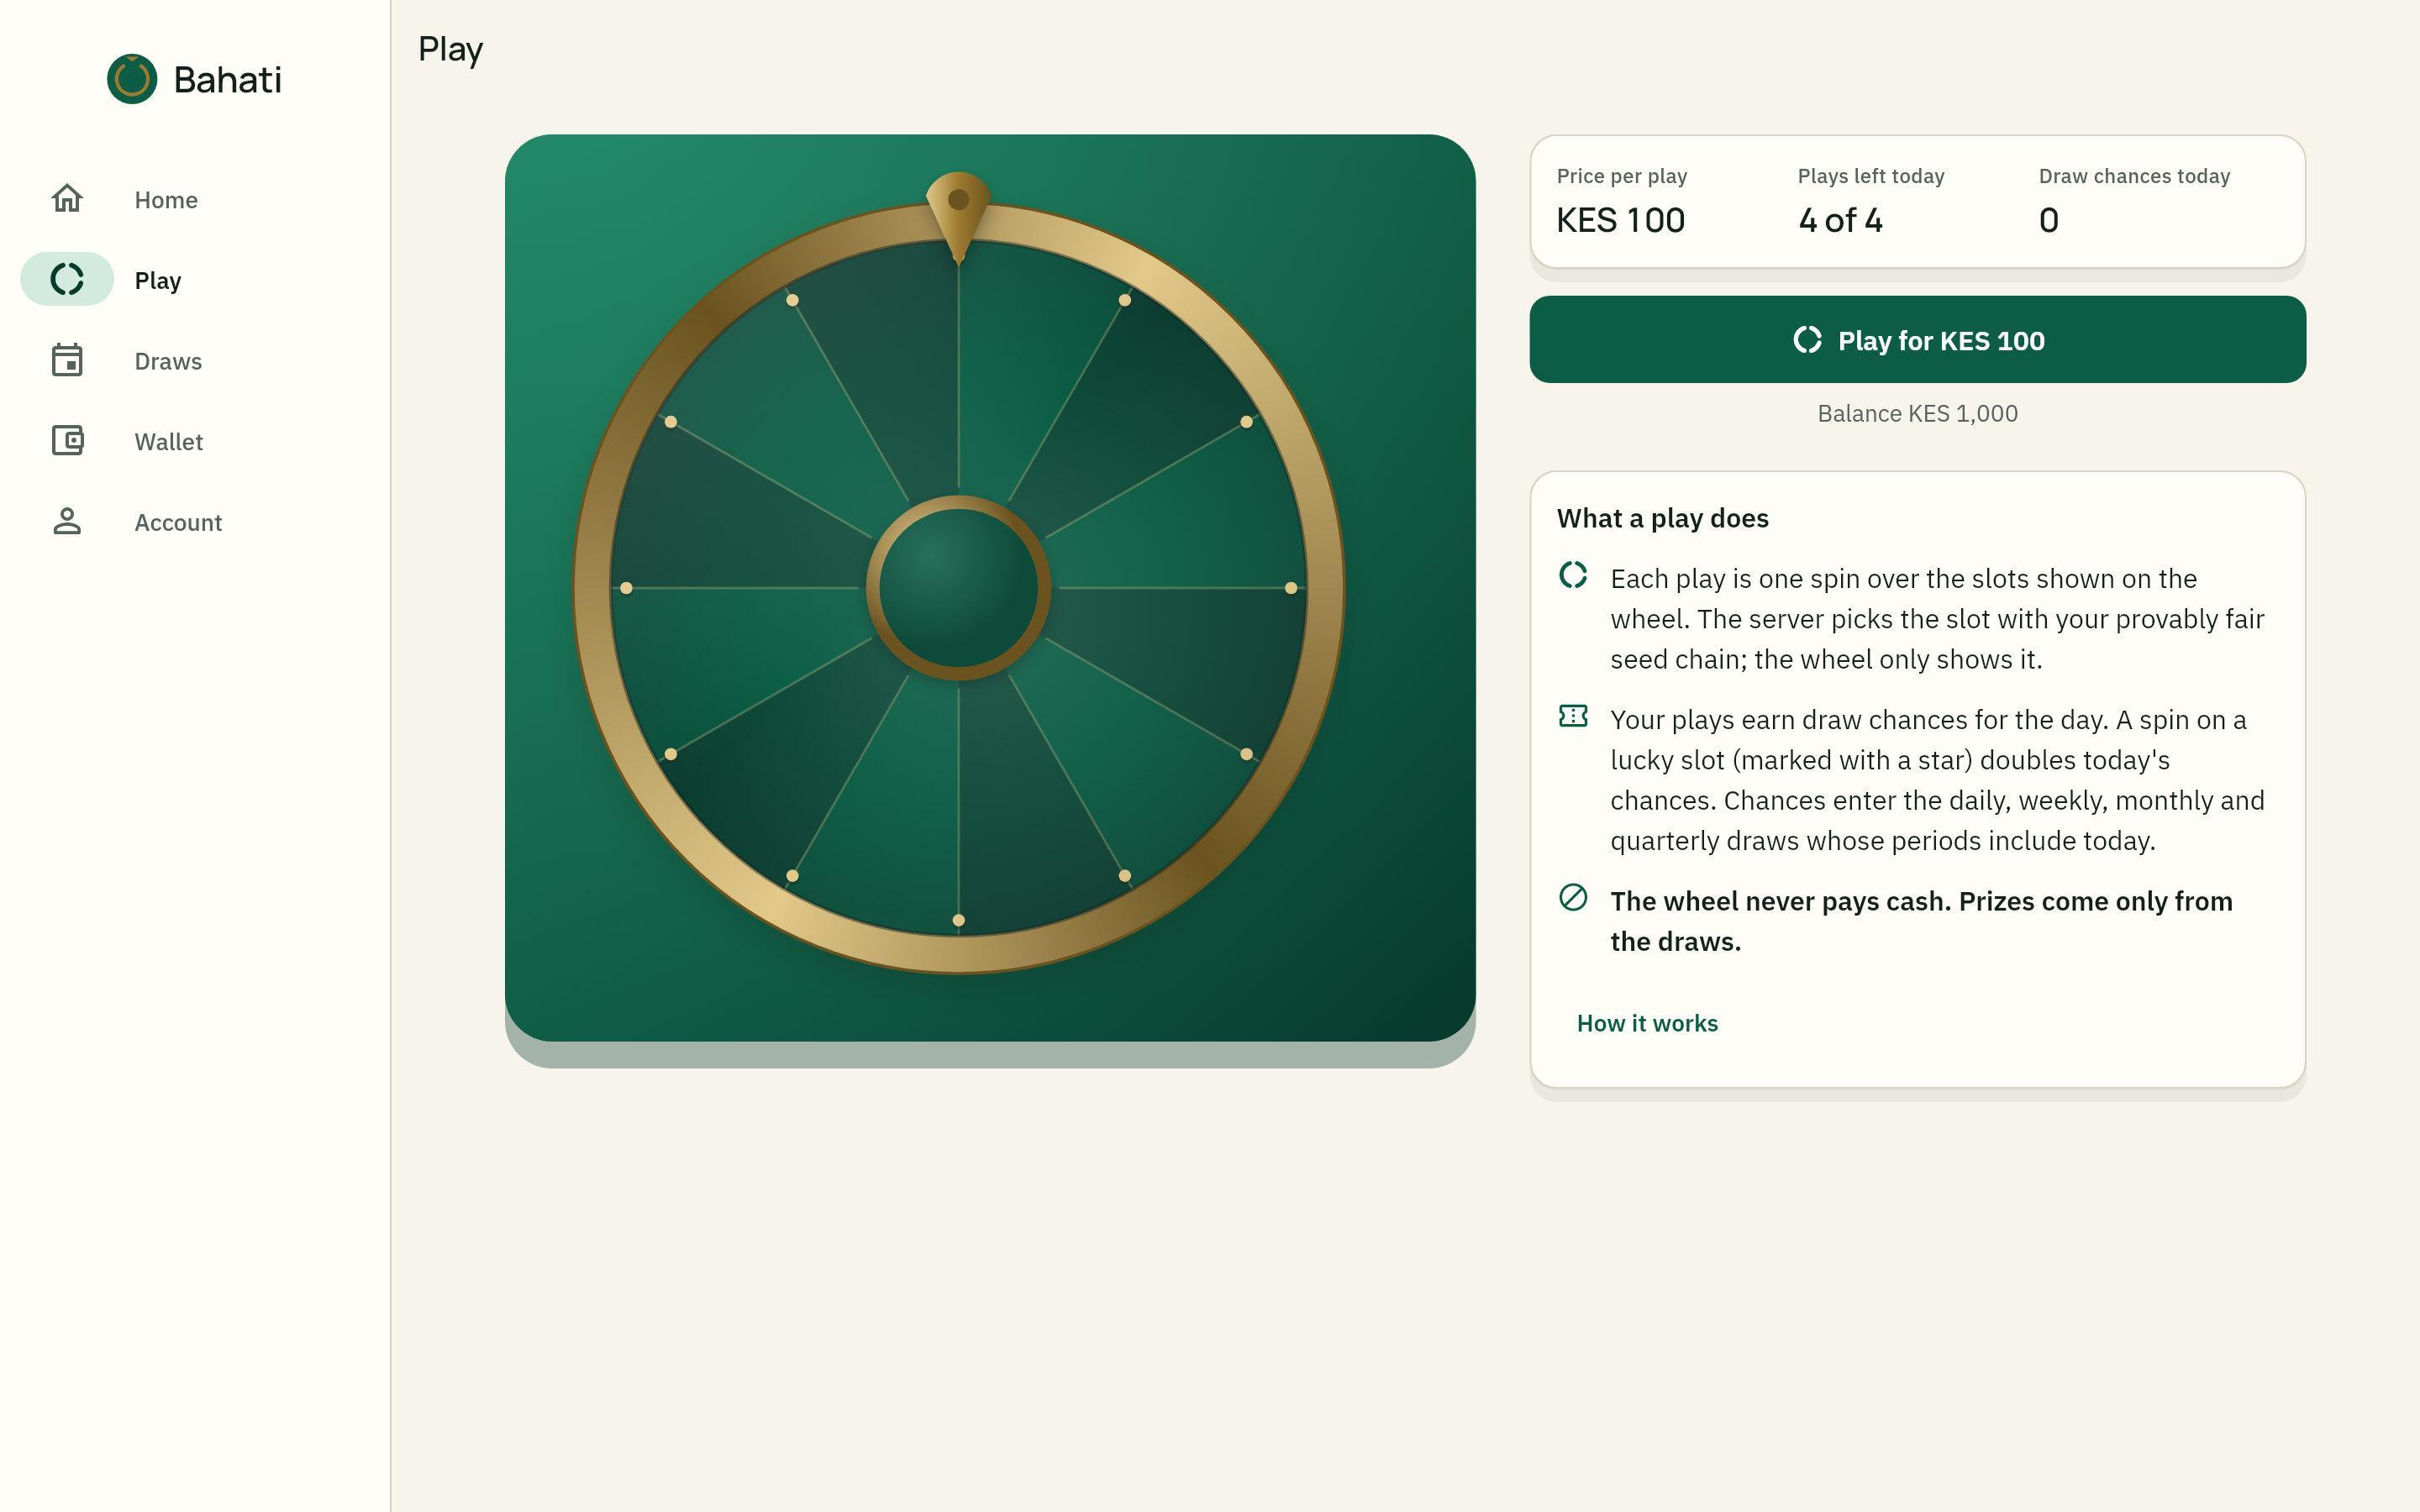 Bahati
Home
Play
Draws
Wallet
Account
Play
Price per play
KES 100
Plays left today
4 of 4
Draw chances today
0
Play for KES 100
Balance KES 1,000
What a play does
Each play is one spin over the slots shown on the
wheel. The server picks the slot with your provably fair
seed chain; the wheel only shows it.
Your plays earn draw chances for the day. A spin on a
lucky slot (marked with a star) doubles today's
chances. Chances enter the daily, weekly, monthly and
quarterly draws whose periods include today.
The wheel never pays cash. Prizes come only from
the draws.
How it works